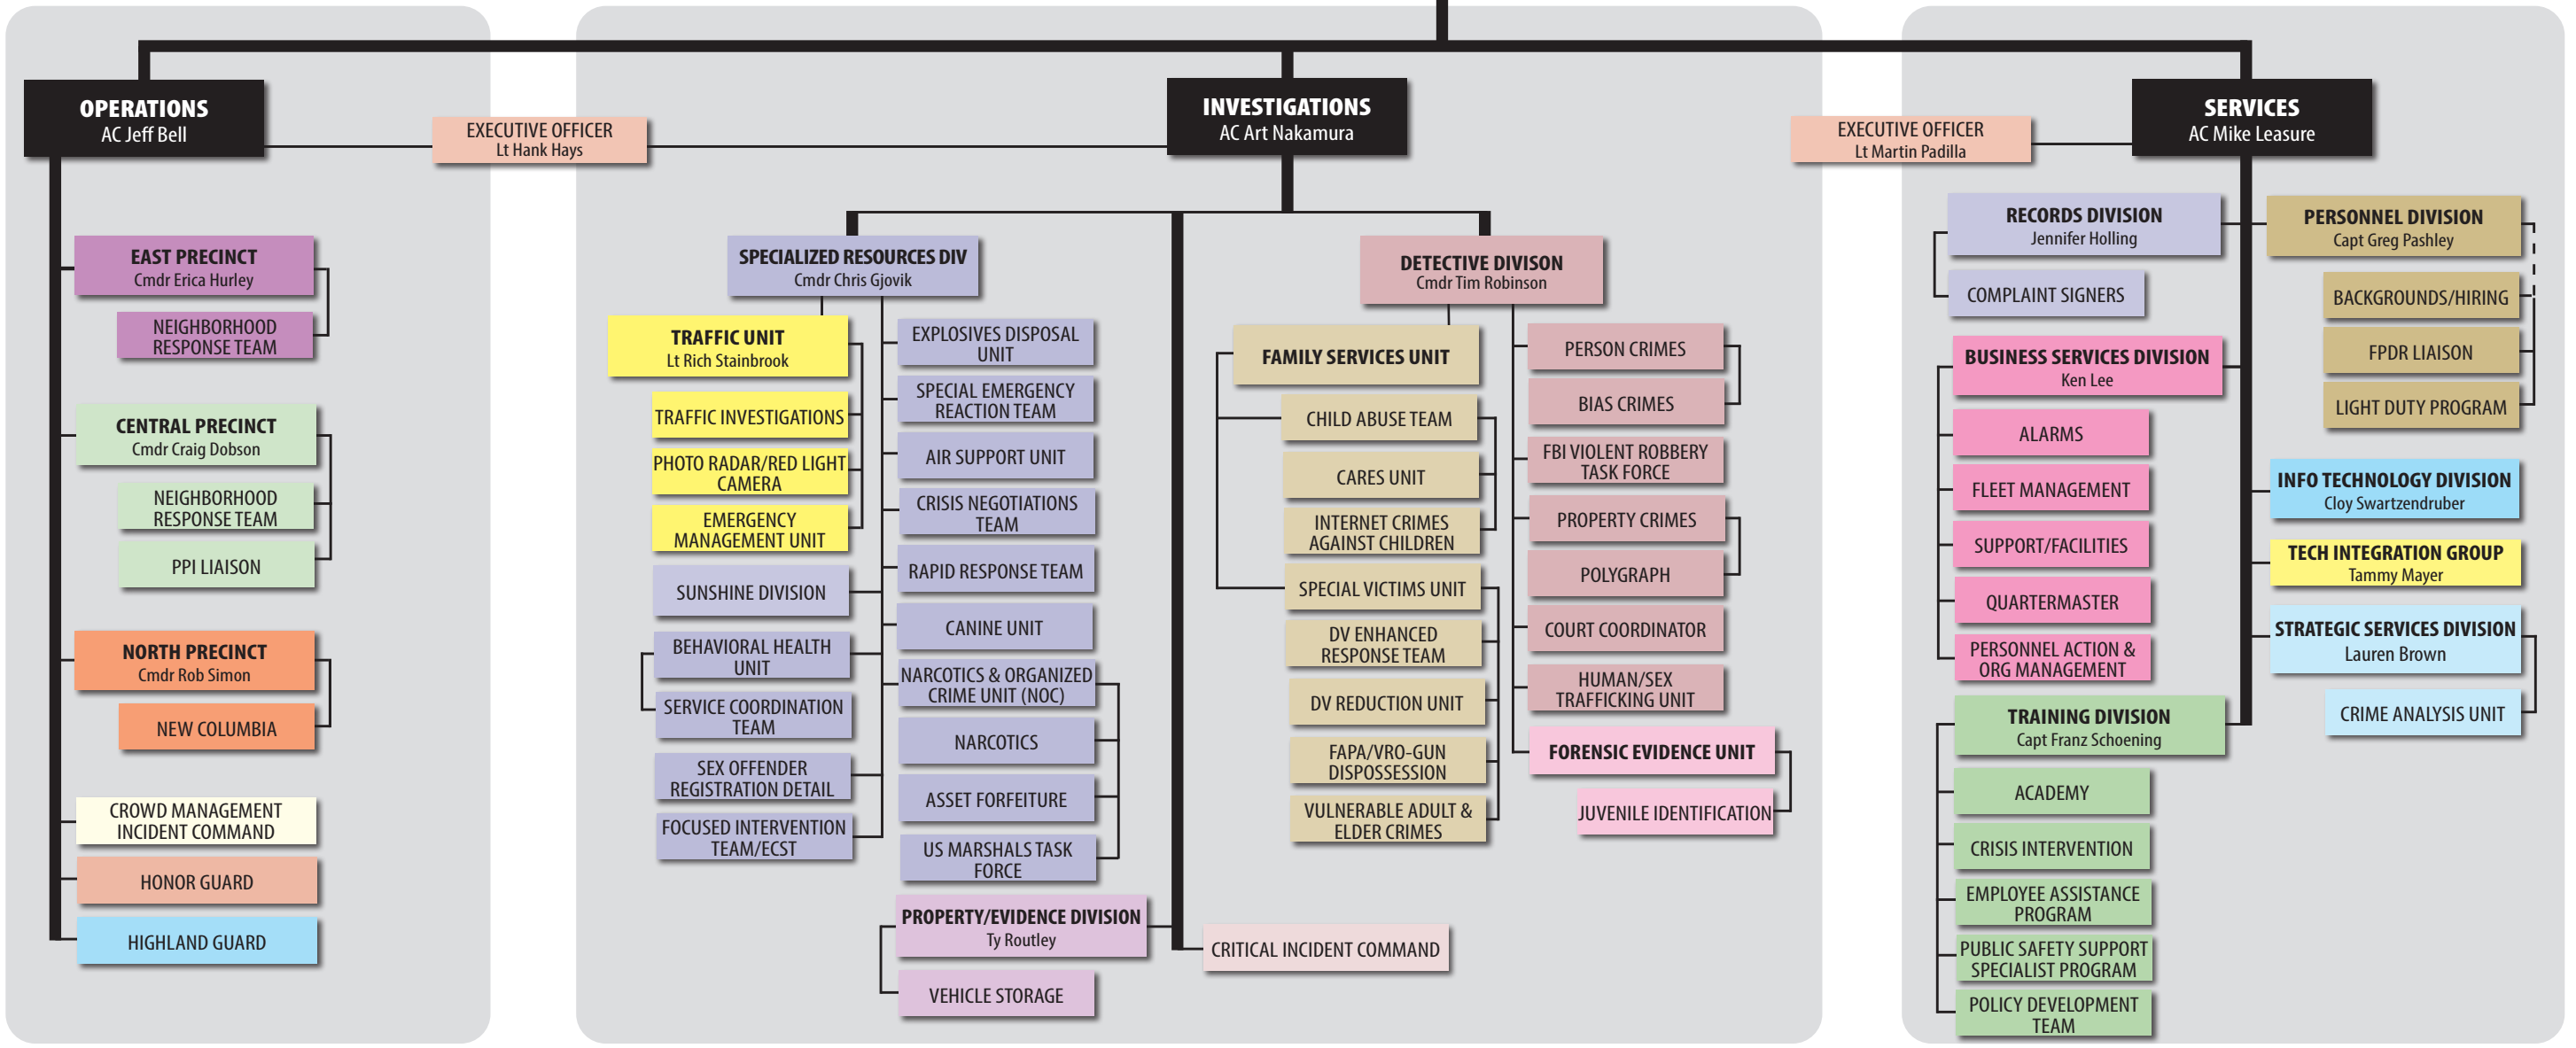 OPERATIONS
AC Jeff Bell
EXECUTIVE OFFICER
Lt Hank Hays
INVESTIGATIONS
AC Art Nakamura
EXECUTIVE OFFICER
Lt Martin Padilla
SERVICES
AC Mike Leasure
EAST PRECINCT
Cmdr Erica Hurley
NEIGHBORHOOD
RESPONSE TEAM
CENTRAL PRECINCT
Cmdr Craig Dobson
NEIGHBORHOOD
RESPONSE TEAM
PPI LIAISON
NORTH PRECINCT
Cmdr Rob Simon
NEW COLUMBIA
CROWD MANAGEMENT
INCIDENT COMMAND
HONOR GUARD
HIGHLAND GUARD
SPECIALIZED RESOURCES DIV
Cmdr Chris Gjovik
TRAFFIC UNIT
Lt Rich Stainbrook
TRAFFIC INVESTIGATIONS
PHOTO RADAR/RED LIGHT
CAMERA
EMERGENCY
MANAGEMENT UNIT
SUNSHINE DIVISION
BEHAVIORAL HEALTH
UNIT
SERVICE COORDINATION
TEAM
SEX OFFENDER
REGISTRATION DETAIL
FOCUSED INTERVENTION
TEAM/ECST
EXPLOSIVES DISPOSAL
UNIT
SPECIAL EMERGENCY
REACTION TEAM
AIR SUPPORT UNIT
CRISIS NEGOTIATIONS
TEAM
RAPID RESPONSE TEAM
CANINE UNIT
NARCOTICS & ORGANIZED
CRIME UNIT (NOC)
NARCOTICS
ASSET FORFEITURE
US MARSHALS TASK
FORCE
PROPERTY/EVIDENCE DIVISION
Ty Routley
VEHICLE STORAGE
CRITICAL INCIDENT COMMAND
DETECTIVE DIVISON
Cmdr Tim Robinson
FAMILY SERVICES UNIT
CHILD ABUSE TEAM
CARES UNIT
INTERNET CRIMES
AGAINST CHILDREN
SPECIAL VICTIMS UNIT
DV ENHANCED
RESPONSE TEAM
DV REDUCTION UNIT
FAPA/VRO-GUN
DISPOSSESSION
VULNERABLE ADULT &
ELDER CRIMES
PERSON CRIMES
BIAS CRIMES
FBI VIOLENT ROBBERY
TASK FORCE
PROPERTY CRIMES
POLYGRAPH
COURT COORDINATOR
HUMAN/SEX
TRAFFICKING UNIT
FORENSIC EVIDENCE UNIT
JUVENILE IDENTIFICATION
RECORDS DIVISION
Jennifer Holling
COMPLAINT SIGNERS
BUSINESS SERVICES DIVISION
Ken Lee
ALARMS
FLEET MANAGEMENT
SUPPORT/FACILITIES
QUARTERMASTER
PERSONNEL ACTION &
ORG MANAGEMENT
TRAINING DIVISION
Capt Franz Schoening
ACADEMY
CRISIS INTERVENTION
EMPLOYEE ASSISTANCE
PROGRAM
PUBLIC SAFETY SUPPORT
SPECIALIST PROGRAM
POLICY DEVELOPMENT
TEAM
PERSONNEL DIVISION
Capt Greg Pashley
BACKGROUNDS/HIRING
FPDR LIAISON
LIGHT DUTY PROGRAM
INFO TECHNOLOGY DIVISION
Cloy Swartzendruber
TECH INTEGRATION GROUP
Tammy Mayer
STRATEGIC SERVICES DIVISION
Lauren Brown
CRIME ANALYSIS UNIT